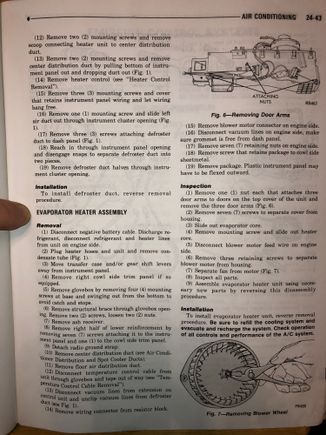 AIR CONDITIONING 24-43
(12) Remove two (2) mounting screws and remove
scoop connecting heater unit to center distribution
duct.
(13) Remove two (2) mounting screws and remove
center distribution duct by pulling bottom of instru-
ment panel out and dropping duct out (Fig. 1).
(14) Remove heater control (see "Heater Control
Removal").
(15) Remove three (3) mounting screws and cover
that retains instrument panel wiring and let wiring
hang free.
(16) Remove one (1) mounting screw and slide left
air duct out through instrument cluster opening (Fig.
1).
(17) Remove three (3) screws attaching defroster
duct to dash panel (Fig. 1).
(18) Reach in through instrument panel opening
and disengage snaps to separate defroster duct into
two pieces.
(19) Remove defroster duct halves through instru-
ment cluster opening.
Installation
To install defroster duct, reverse removal
procedure.
EVAPORATOR HEATER ASSEMBLY
Removal
(1) Disconnect negative battery cable. Discharge re-
frigerant, disconnect refrigerant and heater lines
from unit on engine side.
(2) Plug heater hoses and unit and remove con-
densate tube (Fig. 1).
(3) Move transfer case and/or gear shift levers
away from instrument panel.
(4) Remove right cowl side trim panel if so
equipped.
(5) Remove glovebox by removing four (4) mounting
screws at base and swinging out from the bottom to
avoid catch and stops.
(6) Remove structural brace through glovebox open-
ing. Remove two (2) screws, loosen two (2) nuts.
(7) Remove ash receiver.
(8) Remove right half of lower reinforcement by
removing seven (7) screws attaching it to the instru-
ment panel and one (1) to the cowl side trim panel.
(9) Detach radio ground strap.
(10) Remove center distribution duct (see Air Condi-
tioner Distribution and Spot Cooler Ducts).
(11) Remove floor air distribution duct.
(12) Disconnect temperature control cable from
unit through glovebox and tape out of way (see "Tem-
perature Control Cable Removal").
(13) Disconnect vacuum lines from extension on
control unit and unclip vacuum lines from defroster
duct (see Fig. 1).
(14) Remove wiring connector from resistor block.
ATTACHING
NUTS
Fig. 6—Removing Door Arms
(15) Remove blower motor connector on engine side.
(16) Disconnect vacuum lines on engine side, make
sure grommet is free from dash panel.
(17) Remove seven (7) retaining nuts on engine side.
(18) Remove screw that retains package to cowl side
sheetmetal.
(19) Remove package. Plastic instrument panel may
have to be flexed outward.
Inspection
(1) Remove one (1) nut each that attaches three
door arms to doors on the top cover of the unit and
remove the three door arms (Fig. 6).
(2) Remove seven (7) screws to separate cover from
housing.
(3) Slide out evaporator core.
(4) Remove mounting screw and slide out heater
core.
(5) Disconnect blower motor feed wire on engine
side.
(6) Remove three retaining screws to separate
blower motor from housing.
(7) Separate fan from motor (Fig. 7).
(8) Inspect all parts.
(9) Assemble evaporator heater unit using neces-
sary new parts by reversing this disassembly
procedure.
Installation
To install evaporator heater unit, reverse removal
procedure. Be sure to refill the cooling system and
evacuate and recharge the system. Check operation
of all controls and performance of the A/C system.
Fig. 7—Removing Blower Wheel